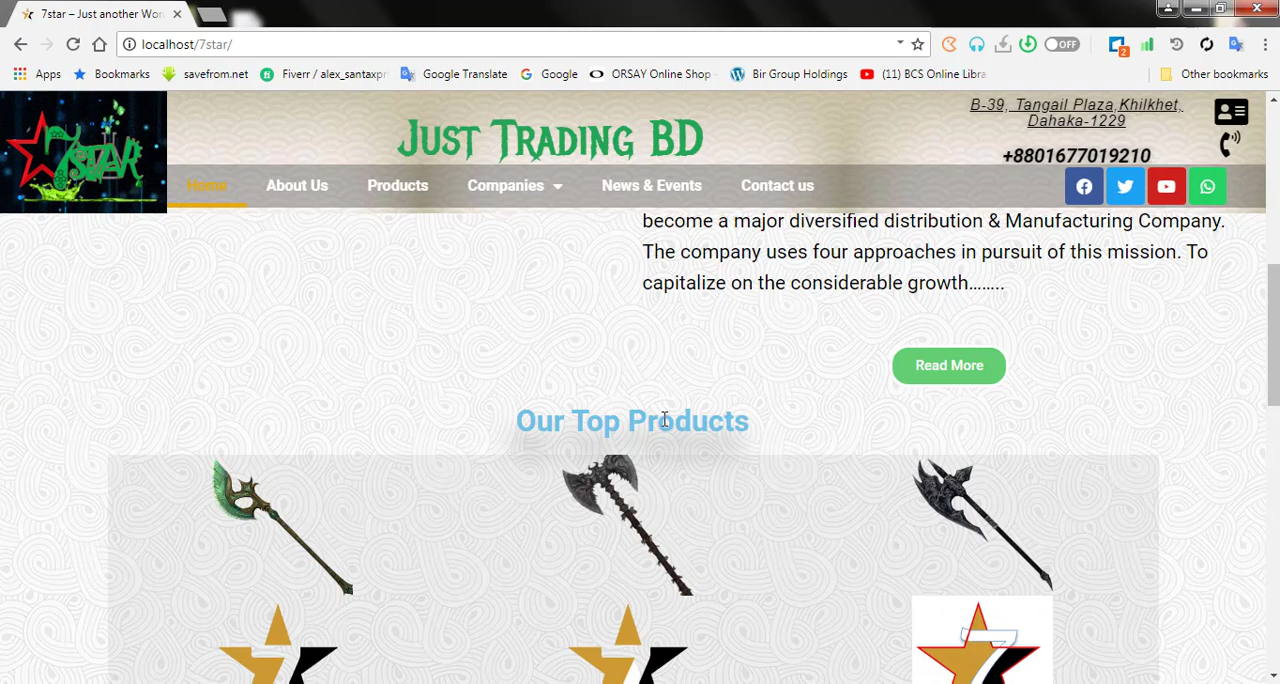 7star – Just another Wor
localhost/7star/
OFF
2
Apps
Bookmarks
savefrom.net
Fiverr / alex_santaxpr
Google Translate
Google
ORSAY Online Shop -
Bir Group Holdings
(11) BCS Online Libra
Other bookmarks
7STAR
Just Trading BD
B-39, Tangail Plaza,Khilkhet,
Dahaka-1229
+8801677019210
Home
About Us
Products
Companies
News & Events
Contact us
become a major diversified distribution & Manufacturing Company.
The company uses four approaches in pursuit of this mission. To
capitalize on the considerable growth……..
Read More
Our Top Products